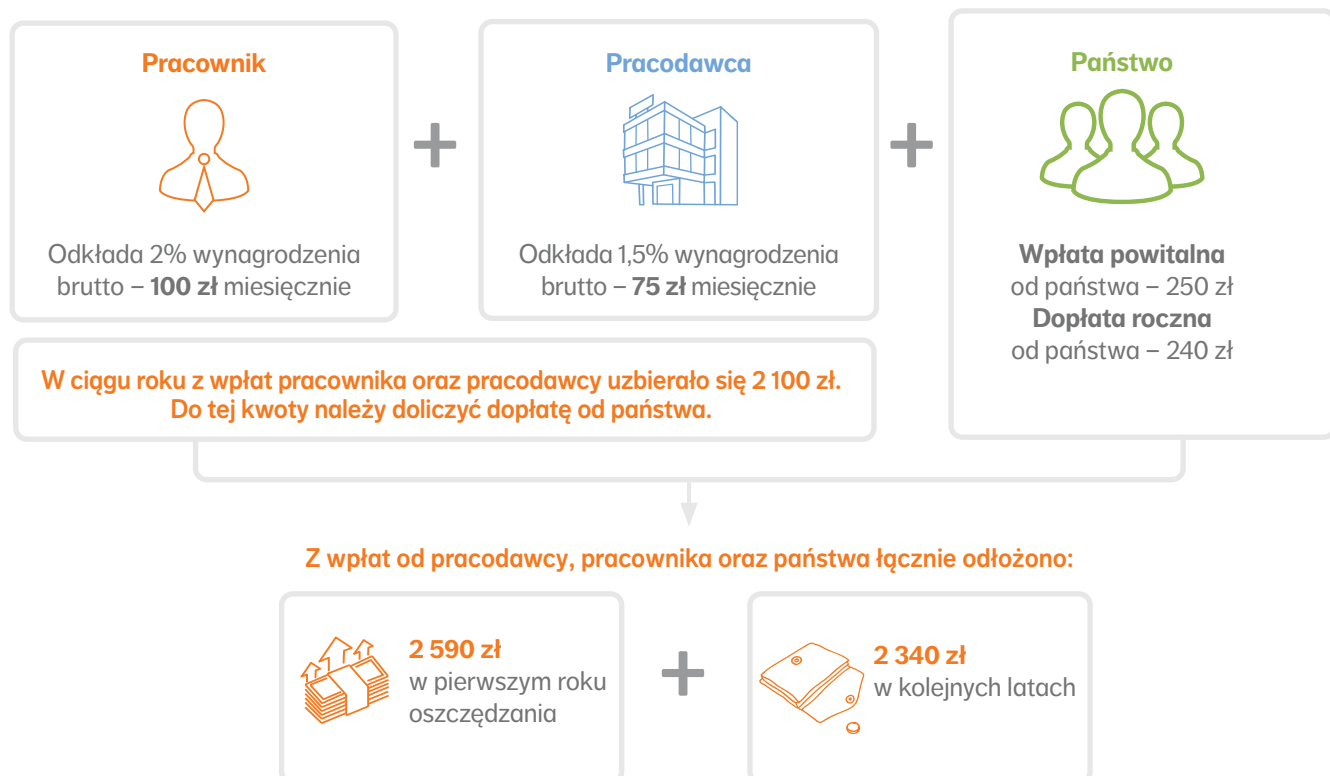 Pracownik
Odkłada 2% wynagrodzenia
brutto – 100 zł miesięcznie
Pracodawca
Odkłada 1,5% wynagrodzenia
brutto – 75 zł miesięcznie
Państwo
Wpłata powitalna
od państwa – 250 zł
Dopłata roczna
od państwa – 240 zł
W ciągu roku z wpłat pracownika oraz pracodawcy uzbierało się 2 100 zł.
Do tej kwoty należy doliczyć dopłatę od państwa.
Z wpłat od pracodawcy, pracownika oraz państwa łącznie odłożono:
2 590 zł
w pierwszym roku
oszczędzania
2 340 zł
w kolejnych latach